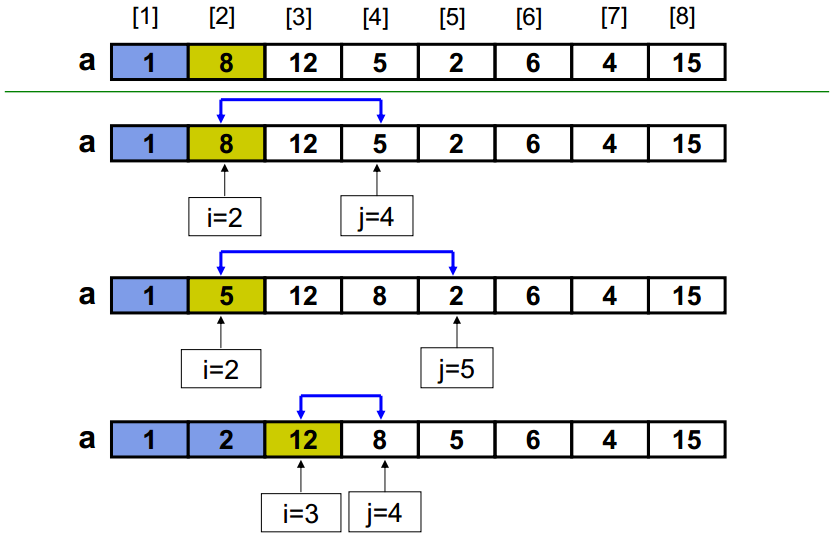 [1] [2] [3] [4] [5] [6] [7] [8]
a 1 8 12 5 2 6 4 15
a 1 8 12 5 2 6 4 15
i=2 j=4
a 1 5 12 8 2 6 4 15
i=2 j=5
a 1 2 12 8 5 6 4 15
i=3 j=4